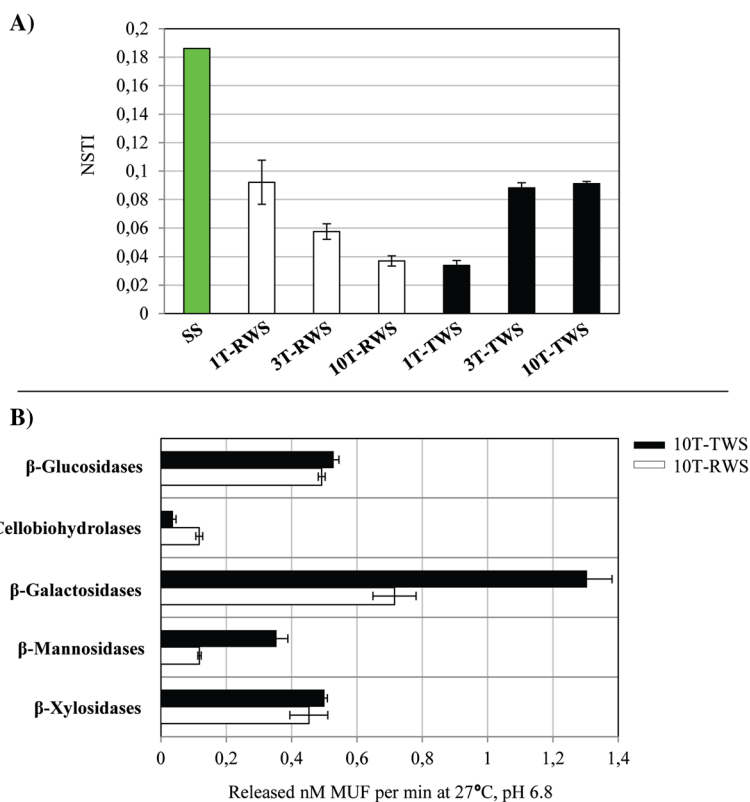 A)
NSTI
0,2
0,18
0,16
0,14
0,12
0,1
0,08
0,06
0,04
0,02
0
SS
1T-RWS
3T-RWS
10T-RWS
1T-TWS
3T-TWS
10T-TWS
B)
10T-TWS
10T-RWS
β-Glucosidases
Cellobiohydrolases
β-Galactosidases
β-Mannosidases
β-Xylosidases
0
0,2
0,4
0,6
0,8
1
1,2
1,4
Released nM MUF per min at 27°C, pH 6.8